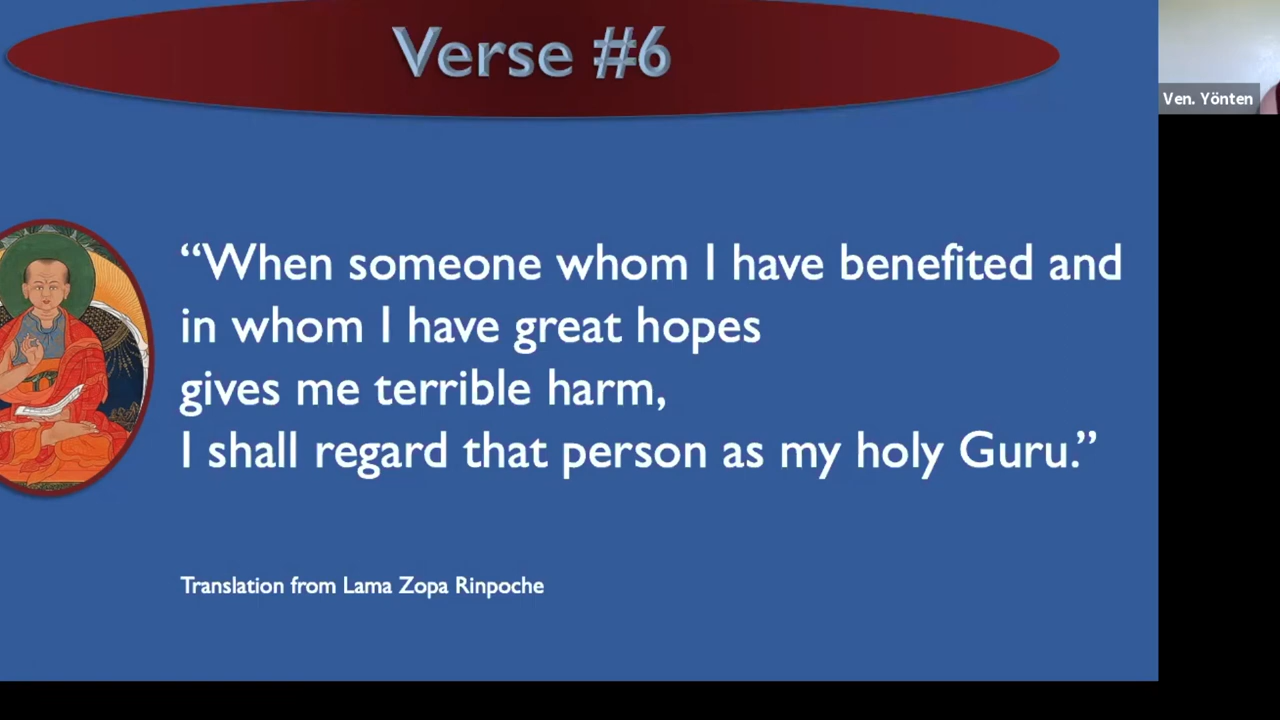 Verse #6
Ven. Yönten
“When someone whom I have benefited and
in whom I have great hopes
gives me terrible harm,
I shall regard that person as my holy Guru.”
Translation from Lama Zopa Rinpoche